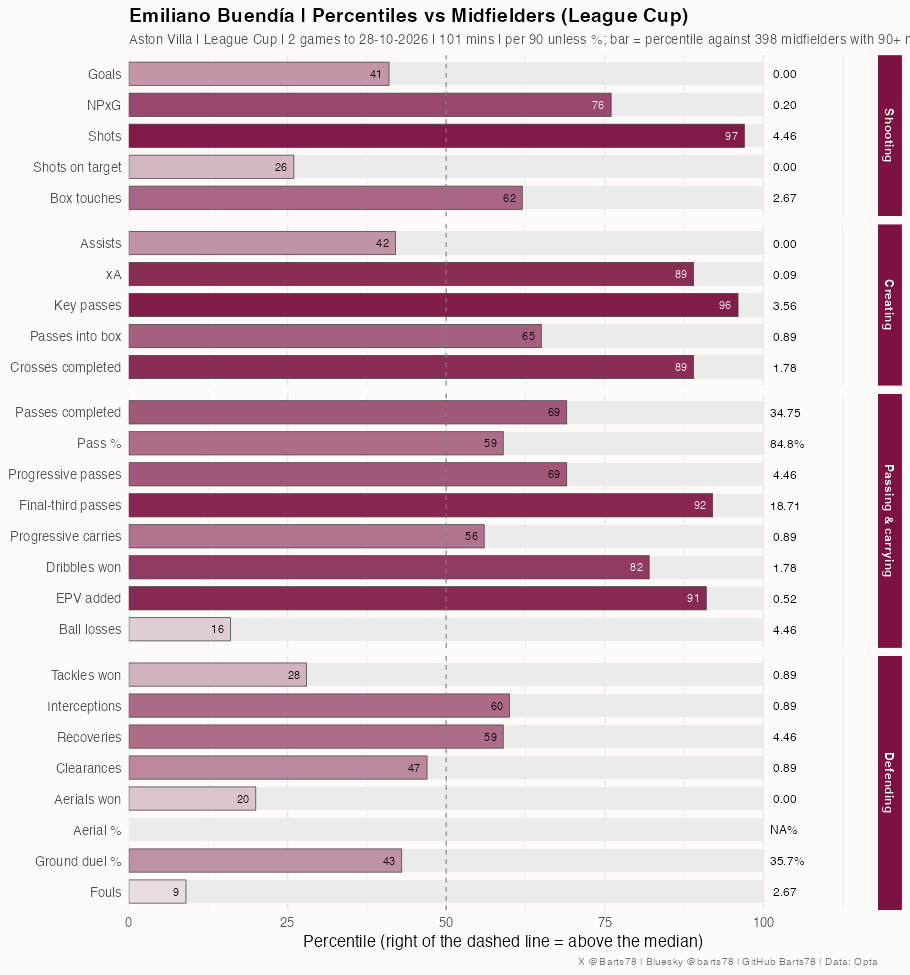 Emiliano Buendía | Percentiles vs Midfielders (League Cup)
Aston Villa | League Cup | 2 games to 28-10-2026 | 101 mins | per 90 unless %; bar = percentile against 398 midfielders with 90+
Goals 41 0.00
NPxG 76 0.20
Shots 97 4.46
Shots on target 26 0.00
Box touches 62 2.67
Shooting
Assists 42 0.00
xA 89 0.09
Key passes 96 3.56
Passes into box 65 0.89
Crosses completed 89 1.78
Creating
Passes completed 69 34.75
Pass % 59 84.8%
Progressive passes 69 4.46
Final-third passes 92 18.71
Progressive carries 56 0.89
Dribbles won 82 1.78
EPV added 91 0.52
Ball losses 16 4.46
Passing & carrying
Tackles won 28 0.89
Interceptions 60 0.89
Recoveries 59 4.46
Clearances 47 0.89
Aerials won 20 0.00
Aerial % NA%
Ground duel % 43 35.7%
Fouls 9 2.67
Defending
0 25 50 75 100
Percentile (right of the dashed line = above the median)
X @Barts78 | Bluesky @barts78 | GitHub Barts78 | Data: Opta